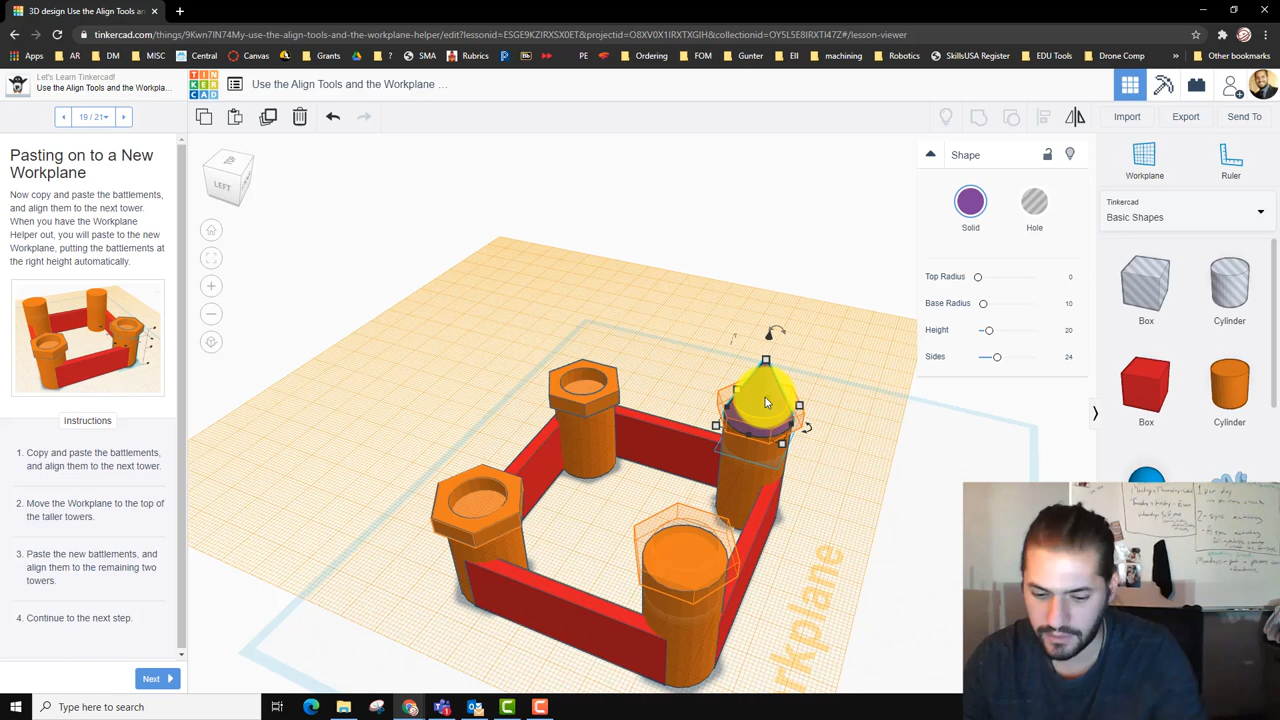 3D design Use the Align Tools and
tinkercad.com/things/9Kwn7IN74My-use-the-align-tools-and-the-workplane-helper/edit?lessonid=ESGE9KZIRXSX0ET&projectid=O8XV0X1IRTXGIH&collectionid=OY5L5E8IRXTI47Z#/lesson-viewer
Apps AR DM MISC Central Canvas Grants ? SMA Rubrics PE Ordering FOM Gunter EII machining Robotics SkillsUSA Register EDU Tools Drone Comp Other bookmarks
Let's Learn Tinkercad!
Use the Align Tools and the Workpla...
TIN
KER
CAD
Use the Align Tools and the Workplane ...
19 / 21
Import Export Send To
Pasting on to a New
Workplane
Now copy and paste the battlements,
and align them to the next tower.
When you have the Workplane
Helper out, you will paste to the new
Workplane, putting the battlements at
the right height automatically.
Instructions
1. Copy and paste the battlements,
and align them to the next tower.
2. Move the Workplane to the top of
the taller towers.
3. Paste the new battlements, and
align them to the remaining two
towers.
4. Continue to the next step.
Next
LEFT
rkplane
Shape
Solid Hole
Top Radius 0
Base Radius 10
Height 20
Sides 24
Workplane Ruler
Tinkercad
Basic Shapes
Box Cylinder
Box Cylinder
Type here to search